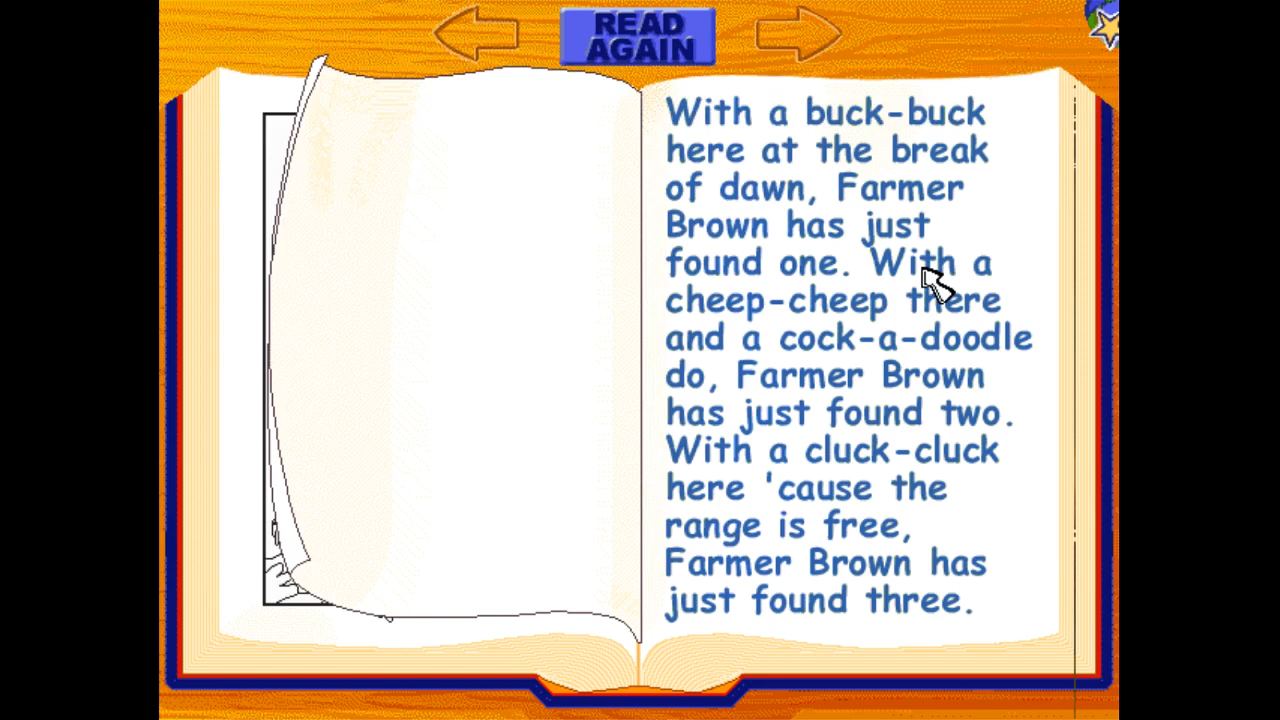 READ
AGAIN
With a buck-buck
here at the break
of dawn, Farmer
Brown has just
found one. With a
cheep-cheep there
and a cock-a-doodle
do, Farmer Brown
has just found two.
With a cluck-cluck
here 'cause the
range is free,
Farmer Brown has
just found three.